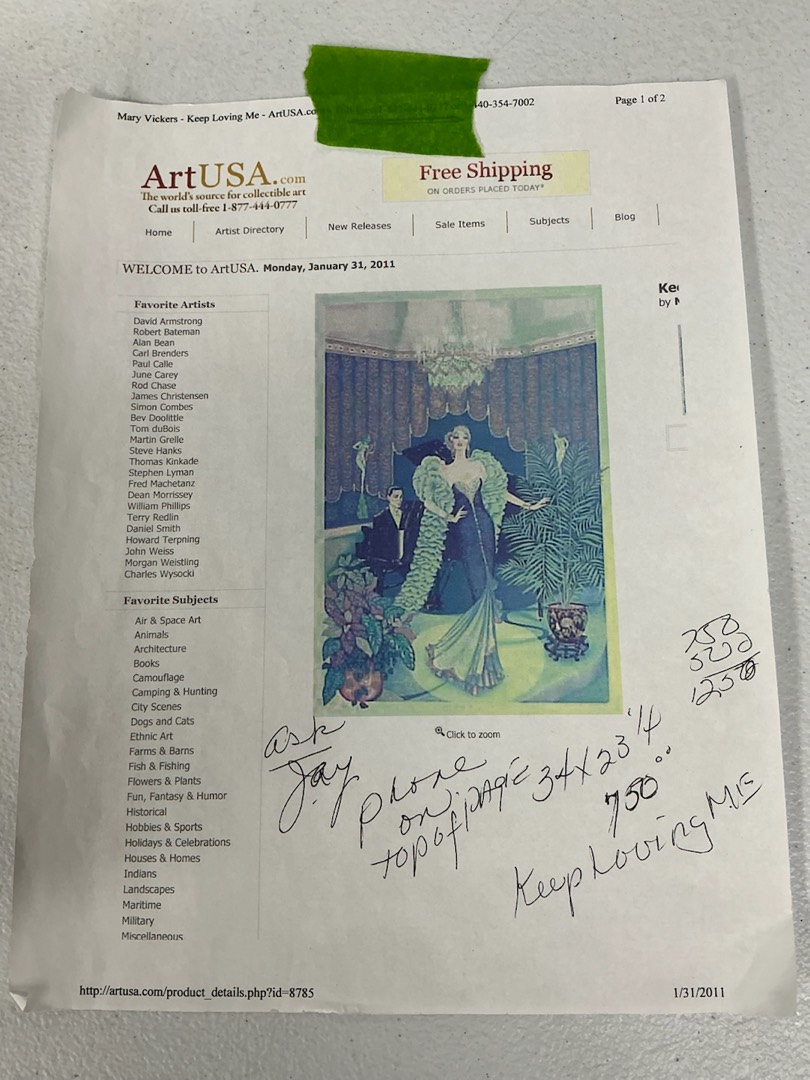 Mary Vickers - Keep Loving Me - ArtUSA.co 40-354-7002 Page 1 of 2
ArtUSA.com
The world's source for collectible art
Call us toll-free 1-877-444-0777
Free Shipping
ON ORDERS PLACED TODAY*
Home Artist Directory New Releases Sale Items Subjects Blog
WELCOME to ArtUSA. Monday, January 31, 2011
Favorite Artists
David Armstrong
Robert Bateman
Alan Bean
Carl Brenders
Paul Calle
June Carey
Rod Chase
James Christensen
Simon Combes
Bev Doolittle
Tom duBois
Martin Grelle
Steve Hanks
Thomas Kinkade
Stephen Lyman
Fred Machetanz
Dean Morrissey
William Phillips
Terry Redlin
Daniel Smith
Howard Terpning
John Weiss
Morgan Weistling
Charles Wysocki
Kee
by M
Favorite Subjects
Air & Space Art
Animals
Architecture
Books
Camouflage
Camping & Hunting
City Scenes
Dogs and Cats
Ethnic Art
Farms & Barns
Fish & Fishing
Flowers & Plants
Fun, Fantasy & Humor
Historical
Hobbies & Sports
Holidays & Celebrations
Houses & Homes
Indians
Landscapes
Maritime
Military
Miscellaneous
Click to zoom
750
500
1250
ask
Jay
phone
on
top of page
34 x 23 1/4
750 00
Keep Loving Me
http://artusa.com/product_details.php?id=8785 1/31/2011